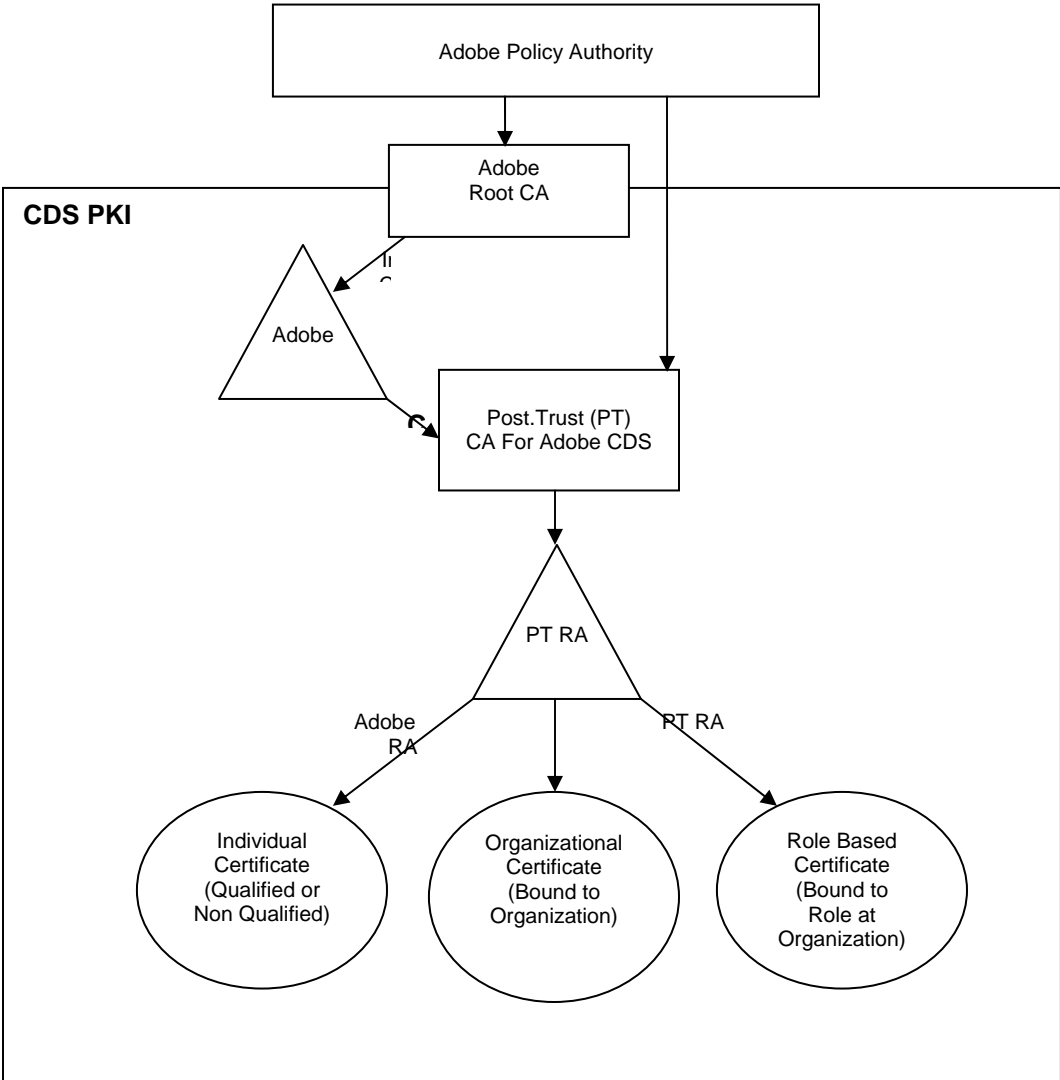 Adobe Policy Authority
Adobe
Root CA
CDS PKI
Adobe
Post.Trust (PT)
CA For Adobe CDS
PT RA
Adobe
RA
PT RA
Individual
Certificate
(Qualified or
Non Qualified)
Organizational
Certificate
(Bound to
Organization)
Role Based
Certificate
(Bound to
Role at
Organization)